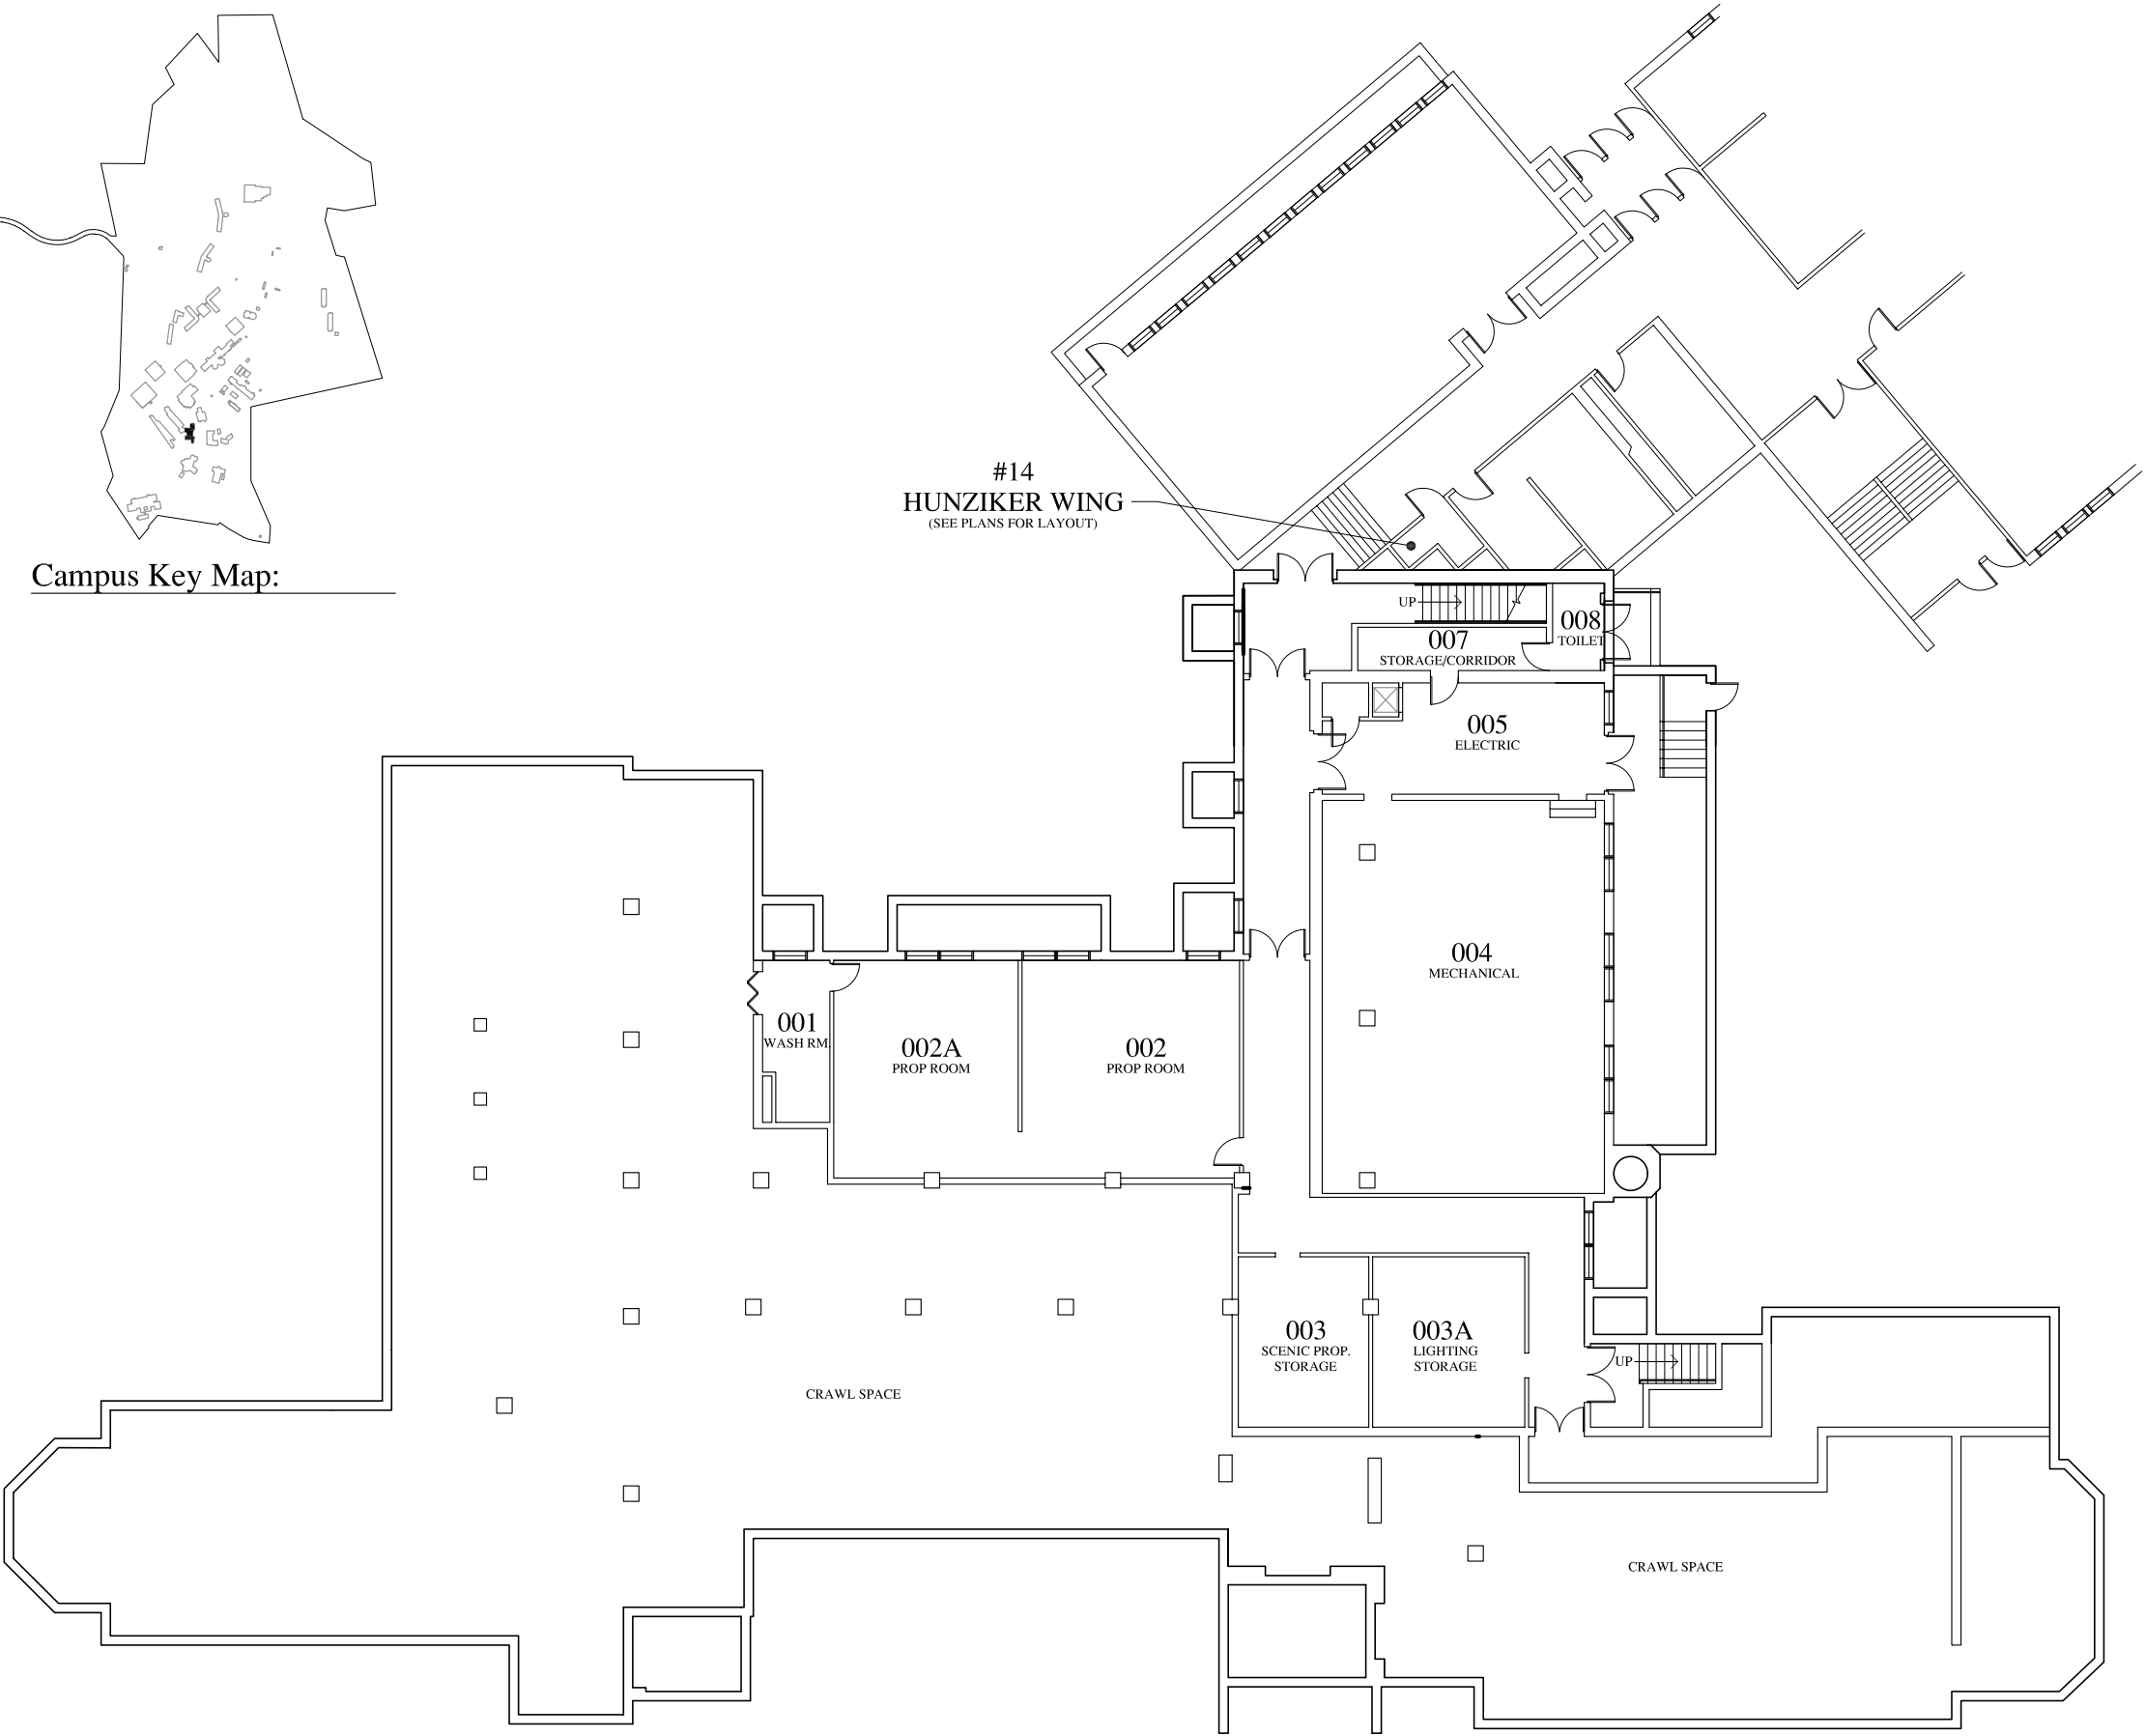 #14
HUNZIKER WING
(SEE PLANS FOR LAYOUT)
Campus Key Map:
UP
008
TOILET
007
STORAGE/CORRIDOR
005
ELECTRIC
004
MECHANICAL
001
WASH RM.
002A
PROP ROOM
002
PROP ROOM
003
SCENIC PROP.
STORAGE
003A
LIGHTING
STORAGE
UP
CRAWL SPACE
CRAWL SPACE